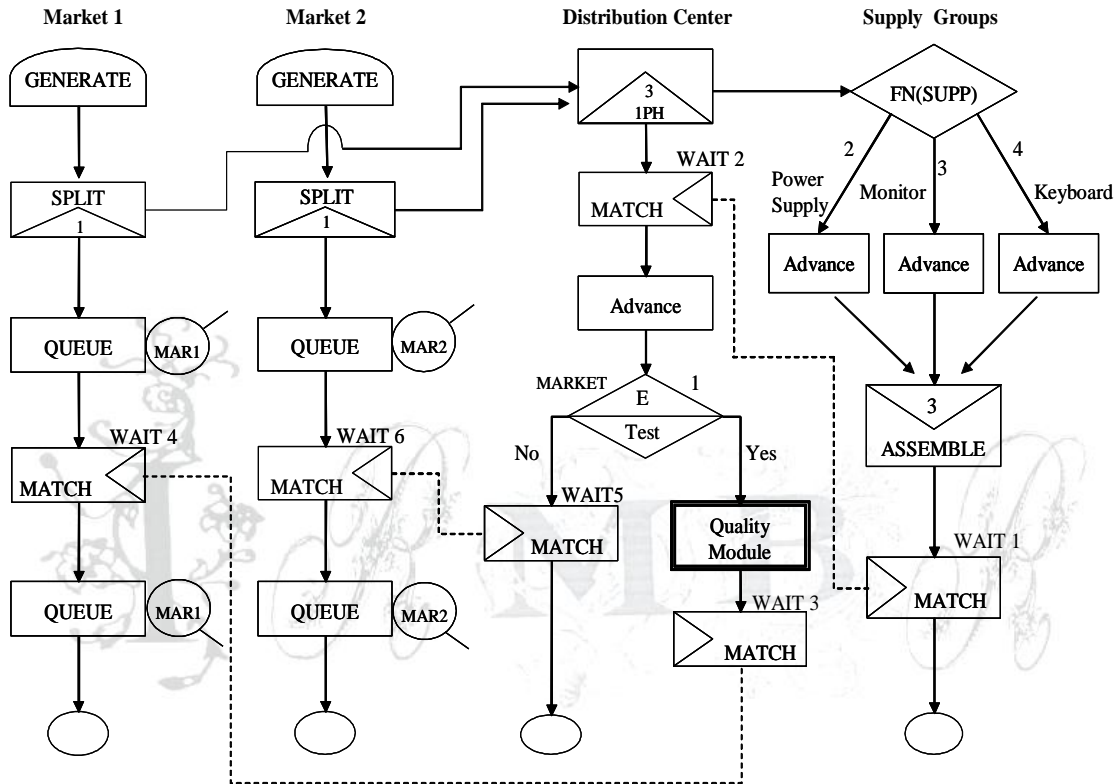 Market 1
Market 2
Distribution Center
Supply Groups
GENERATE
GENERATE
3
1PH
FN(SUPP)
WAIT 2
2
3
4
Power
Supply
Monitor
Keyboard
SPLIT
1
SPLIT
1
MATCH
Advance
Advance
Advance
Advance
QUEUE
MAR1
QUEUE
MAR2
MARKET
1
E
Test
No
Yes
3
ASSEMBLE
WAIT 4
MATCH
WAIT 6
MATCH
WAIT5
MATCH
Quality
Module
WAIT 1
MATCH
QUEUE
MAR1
QUEUE
MAR2
WAIT 3
MATCH